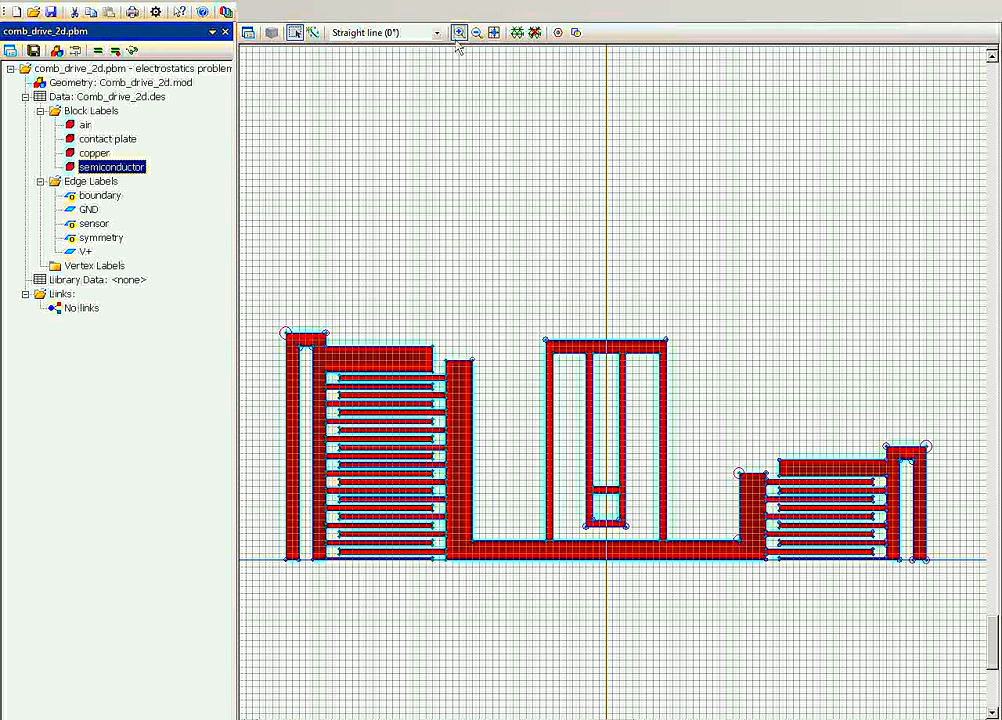 comb_drive_2d.pbm
Straight line (0°)
comb_drive_2d.pbm - electrostatics problem
Geometry: Comb_drive_2d.mod
Data: Comb_drive_2d.des
Block Labels
air
contact plate
copper
semiconductor
Edge Labels
boundary
GND
sensor
symmetry
V+
Vertex Labels
Library Data: <none>
Links:
No links